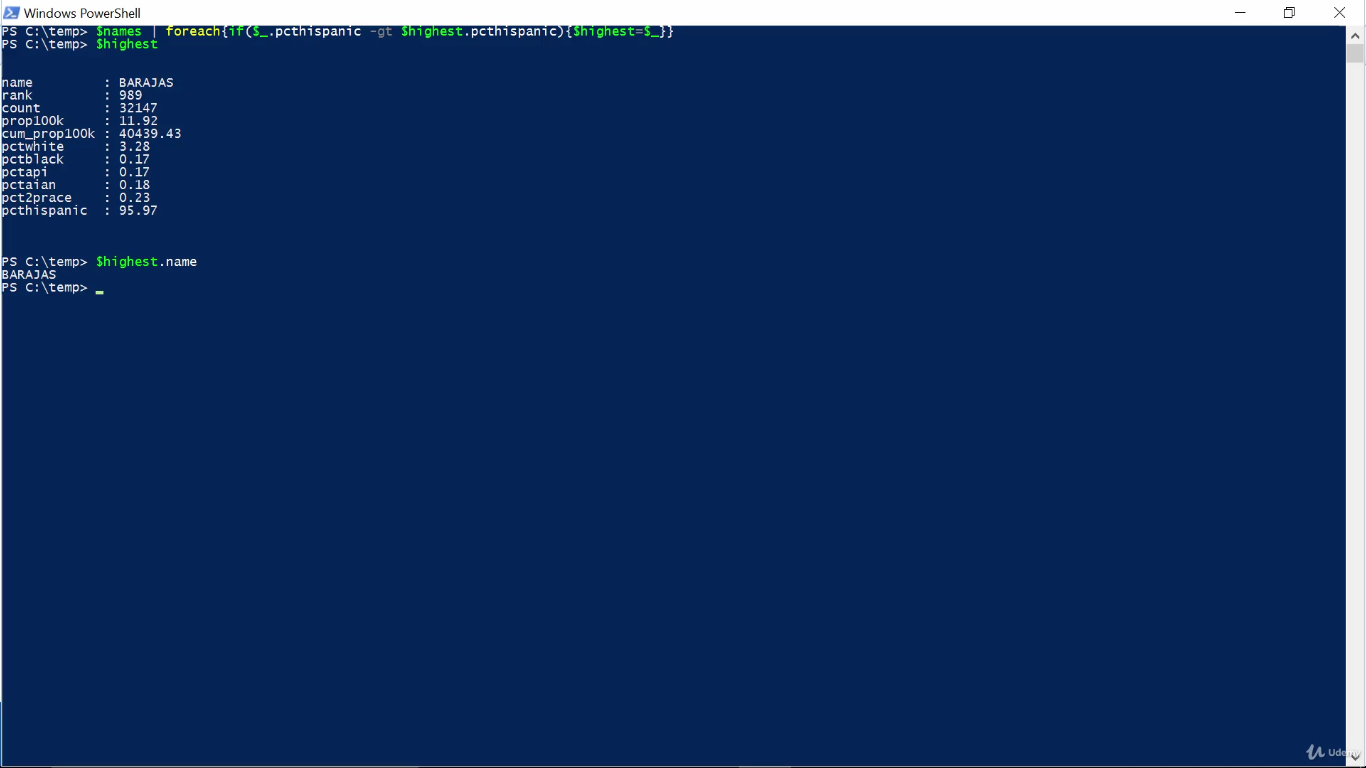 Windows PowerShell
PS C:\temp> $names | foreach{if($_.pcthispanic -gt $highest.pcthispanic){$highest=$_}}
PS C:\temp> $highest
name : BARAJAS
rank : 989
count : 32147
prop100k : 11.92
cum_prop100k : 40439.43
pctwhite : 3.28
pctblack : 0.17
pctapi : 0.17
pctaian : 0.18
pct2prace : 0.23
pcthispanic : 95.97
PS C:\temp> $highest.name
BARAJAS
PS C:\temp> _
Udemy